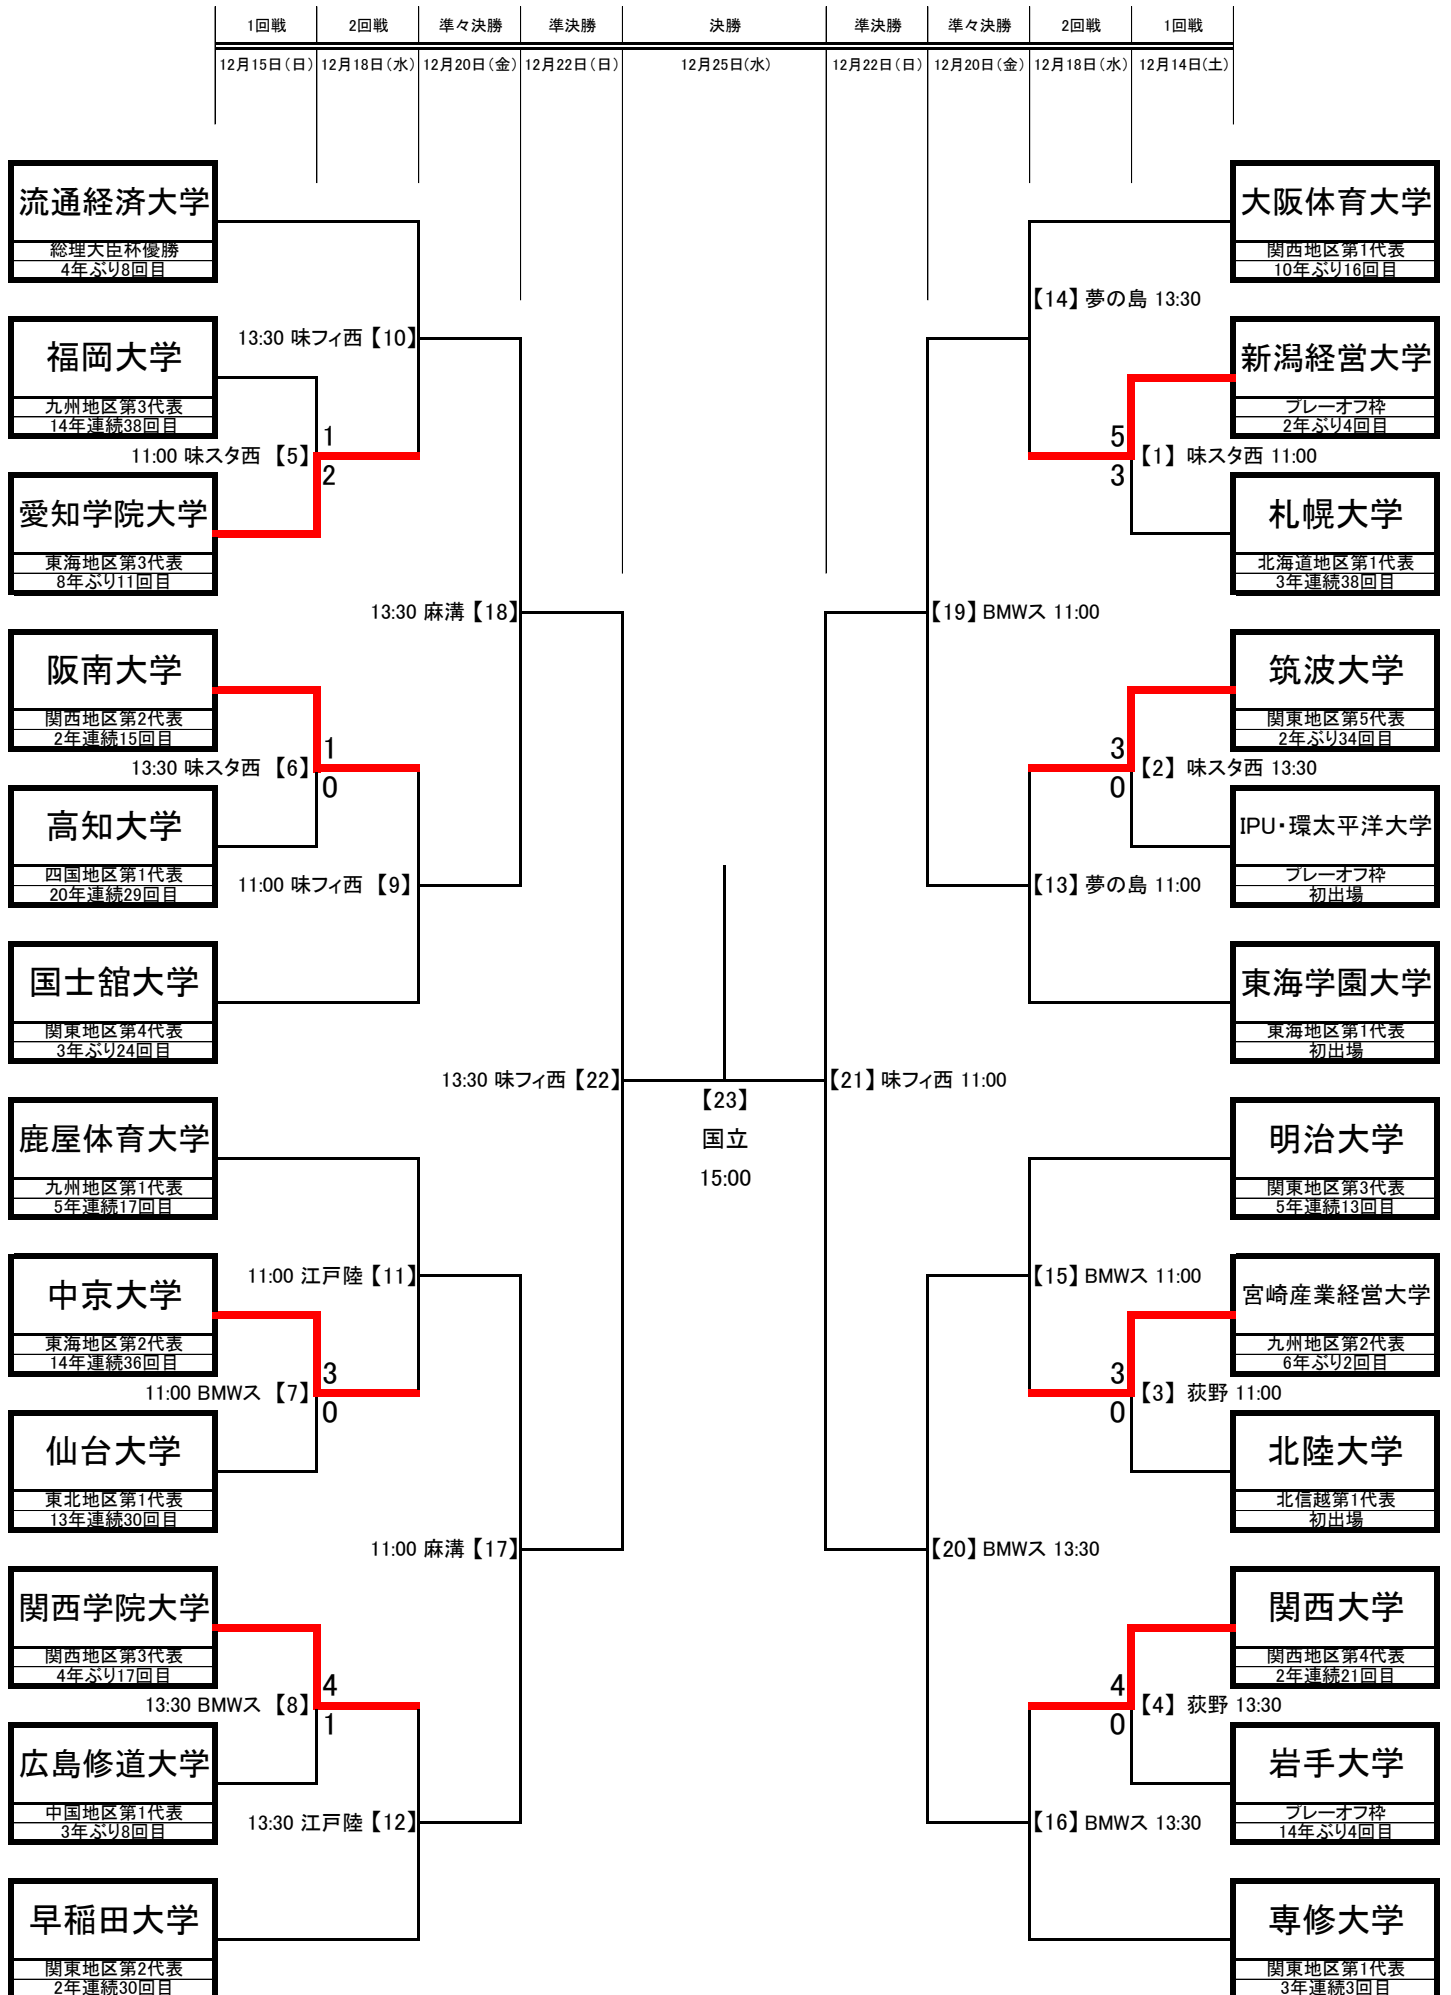 1回戦 2回戦 準々決勝 準決勝 決勝 準決勝 準々決勝 2回戦 1回戦
12月15日(日) 12月18日(水) 12月20日(金) 12月22日(日) 12月25日(水) 12月22日(日) 12月20日(金) 12月18日(水) 12月14日(土)
流通経済大学
総理大臣杯優勝
4年ぶり8回目
13:30 味フィ西【10】
福岡大学
九州地区第3代表
14年連続38回目
1
11:00 味スタ西 【5】
2
愛知学院大学
東海地区第3代表
8年ぶり11回目
13:30 麻溝【18】
阪南大学
関西地区第2代表
2年連続15回目
1
13:30 味スタ西 【6】
0
高知大学
四国地区第1代表
20年連続29回目
11:00 味フィ西 【9】
国士舘大学
関東地区第4代表
3年ぶり24回目
13:30 味フィ西【22】
鹿屋体育大学
九州地区第1代表
5年連続17回目
11:00 江戸陸【11】
中京大学
東海地区第2代表
14年連続36回目
3
11:00 BMWス 【7】
0
仙台大学
東北地区第1代表
13年連続30回目
11:00 麻溝【17】
関西学院大学
関西地区第3代表
4年ぶり17回目
4
13:30 BMWス 【8】
1
広島修道大学
中国地区第1代表
3年ぶり8回目
13:30 江戸陸【12】
早稲田大学
関東地区第2代表
2年連続30回目
【23】
国立
15:00
大阪体育大学
関西地区第1代表
10年ぶり16回目
【14】夢の島 13:30
新潟経営大学
プレーオフ枠
2年ぶり4回目
5
【1】 味スタ西 11:00
3
札幌大学
北海道地区第1代表
3年連続38回目
【19】BMWス 11:00
筑波大学
関東地区第5代表
2年ぶり34回目
3
【2】 味スタ西 13:30
0
IPU・環太平洋大学
プレーオフ枠
初出場
【13】夢の島 11:00
東海学園大学
東海地区第1代表
初出場
【21】味フィ西 11:00
明治大学
関東地区第3代表
5年連続13回目
【15】BMWス 11:00
宮崎産業経営大学
九州地区第2代表
6年ぶり2回目
3
【3】 荻野 11:00
0
北陸大学
北信越第1代表
初出場
【20】BMWス 13:30
関西大学
関西地区第4代表
2年連続21回目
4
【4】 荻野 13:30
0
岩手大学
プレーオフ枠
14年ぶり4回目
【16】BMWス 13:30
専修大学
関東地区第1代表
3年連続3回目